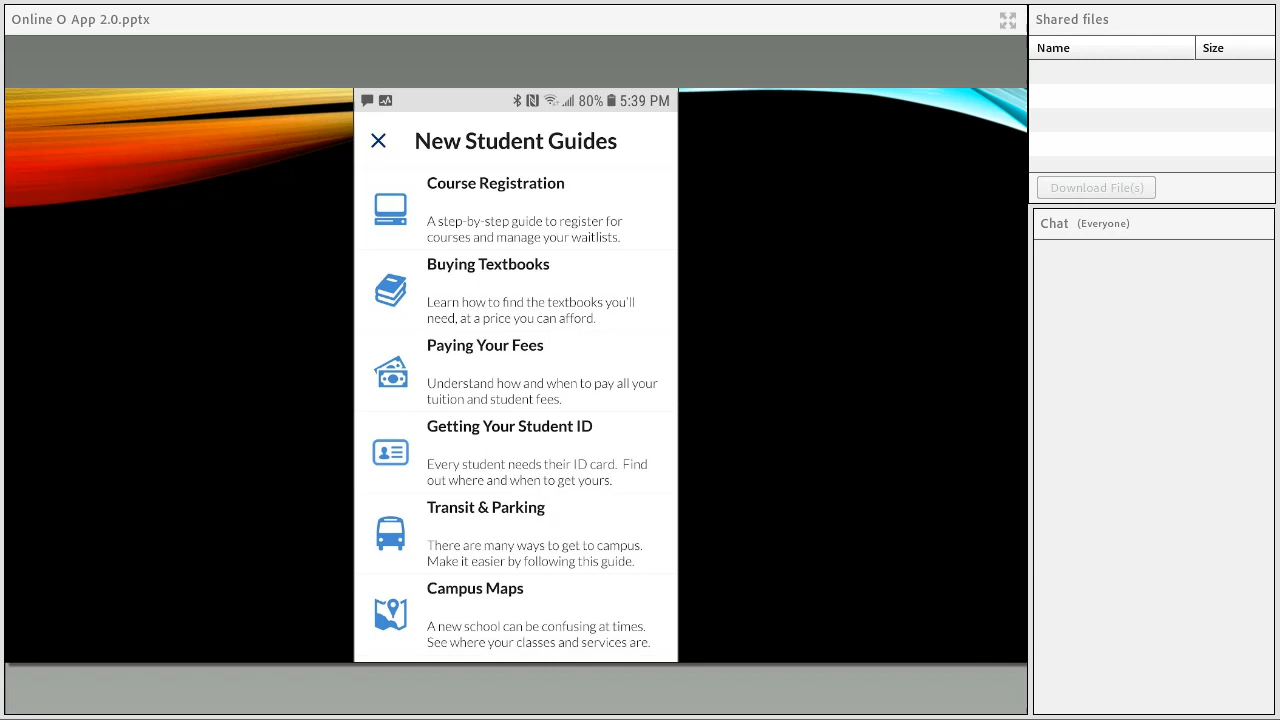 Online O App 2.0.pptx
80% 5:39 PM
New Student Guides
Course Registration
A step-by-step guide to register for
courses and manage your waitlists.
Buying Textbooks
Learn how to find the textbooks you'll
need, at a price you can afford.
Paying Your Fees
Understand how and when to pay all your
tuition and student fees.
Getting Your Student ID
Every student needs their ID card. Find
out where and when to get yours.
Transit & Parking
There are many ways to get to campus.
Make it easier by following this guide.
Campus Maps
A new school can be confusing at times.
See where your classes and services are.
Shared files
Name Size
Download File(s)
Chat (Everyone)